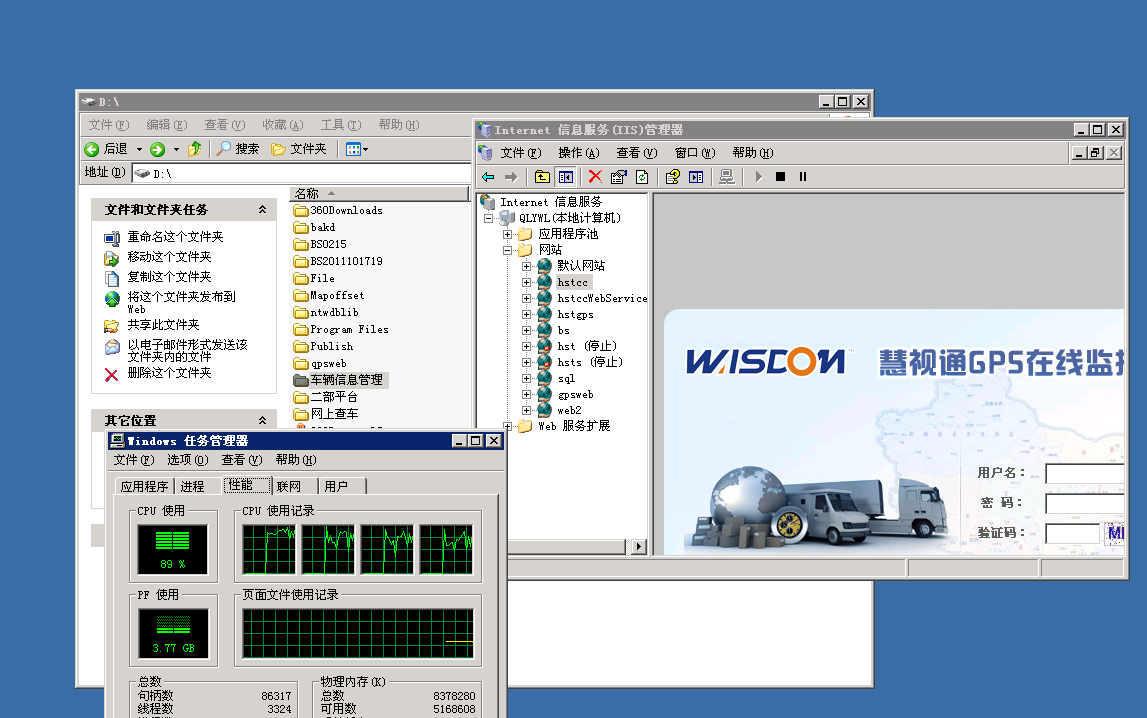 D:\
文件(F) 编辑(E) 查看(V) 收藏(A) 工具(T) 帮助(H)
后退 搜索 文件夹
地址(D) D:\
文件和文件夹任务
重命名这个文件夹
移动这个文件夹
复制这个文件夹
将这个文件夹发布到
Web
共享此文件夹
以电子邮件形式发送该
文件夹内的文件
删除这个文件夹
其它位置
名称
360Downloads
bakd
BS0215
BS2011101719
File
Mapoffset
ntwdblib
Program Files
Publish
qpsweb
车辆信息管理
二部平台
网上查车
Internet 信息服务(IIS)管理器
文件(F) 操作(A) 查看(V) 窗口(W) 帮助(H)
Internet 信息服务
QLYWL(本地计算机)
应用程序池
网站
默认网站
hstcc
hstccWebService
hstgps
bs
hst (停止)
hsts (停止)
sql
gpsweb
web2
Web 服务扩展
WISDOM 慧视通GPS在线监控
用户名：
密 码：
验证码：
Windows 任务管理器
文件(F) 选项(O) 查看(V) 帮助(H)
应用程序 进程 性能 联网 用户
CPU 使用 CPU 使用记录
89 %
PF 使用 页面文件使用记录
3.77 GB
总数 物理内存(K)
句柄数 86317 总数 8378280
线程数 3324 可用数 5168608